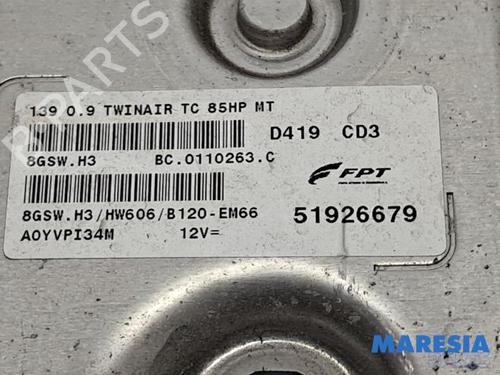 139 0.9 TWINAIR TC 85HP MT
D419 CD3
8GSW.H3 BC.0110263.C
FPT
8GSW.H3/HW606/B120-EM66
51926679
A0YVPI34M 12V=
PARTS
MARESIA